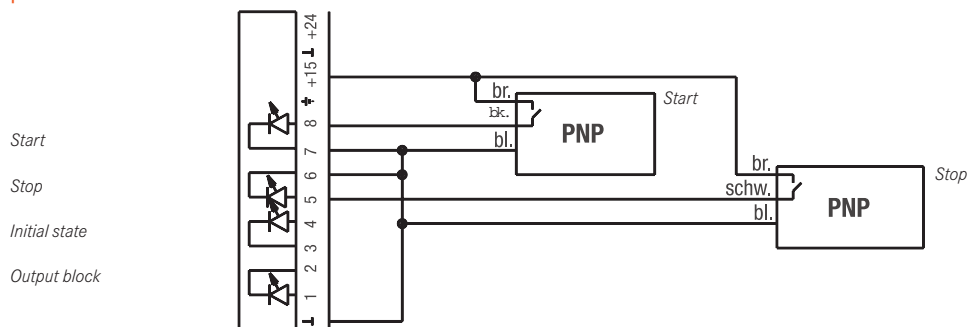 Start
Stop
Initial state
Output block
+24
+15
8
7
6
5
4
3
2
1
br.
bk.
bl.
PNP
Start
br.
schw.
bl.
PNP
Stop